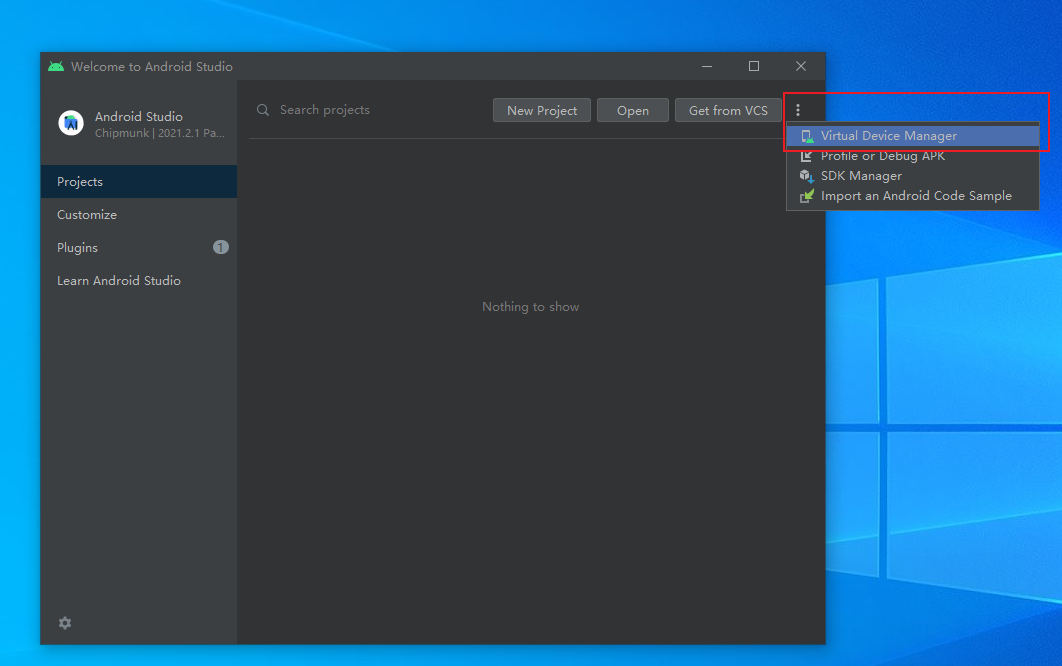 Welcome to Android Studio
Android Studio
Chipmunk | 2021.2.1 Pa...
Search projects
New Project
Open
Get from VCS
Virtual Device Manager
Profile or Debug APK
SDK Manager
Import an Android Code Sample
Projects
Customize
Plugins
1
Learn Android Studio
Nothing to show